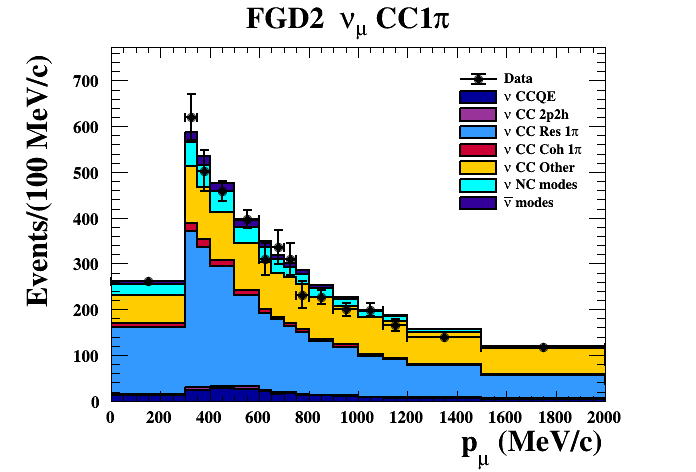 FGD2 νμ CC1π
Events/(100 MeV/c)
700
600
500
400
300
200
100
0
Data
ν CCQE
ν CC 2p2h
ν CC Res 1π
ν CC Coh 1π
ν CC Other
ν NC modes
ν̄ modes
0 200 400 600 800 1000 1200 1400 1600 1800 2000
pμ (MeV/c)